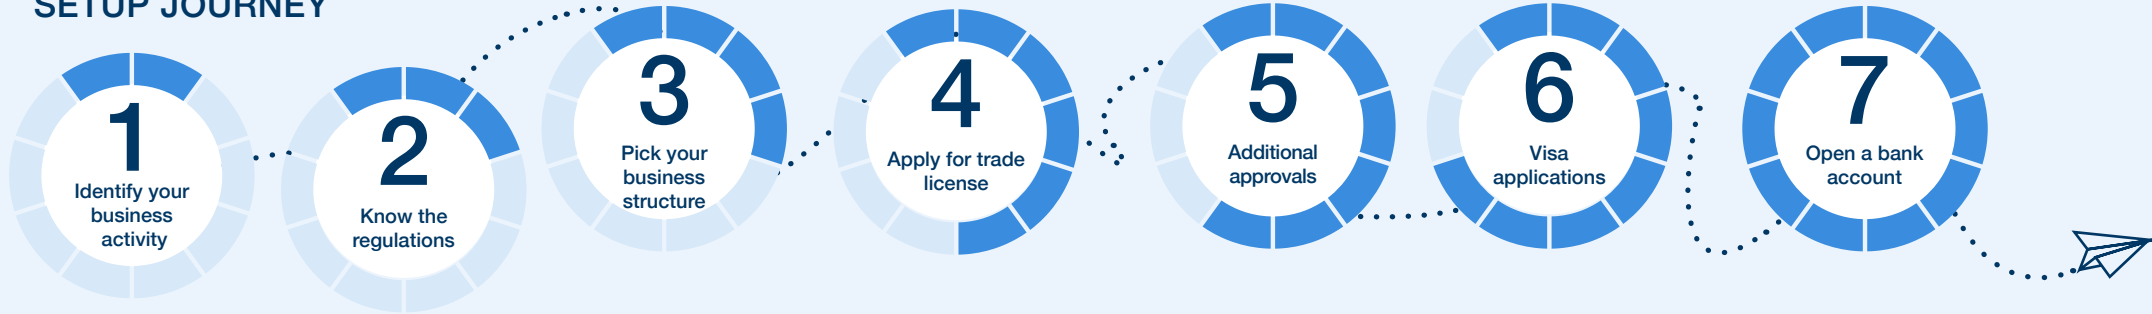 SETUP JOURNEY
1
Identify your
business
activity
2
Know the
regulations
3
Pick your
business
structure
4
Apply for trade
license
5
Additional
approvals
6
Visa
applications
7
Open a bank
account